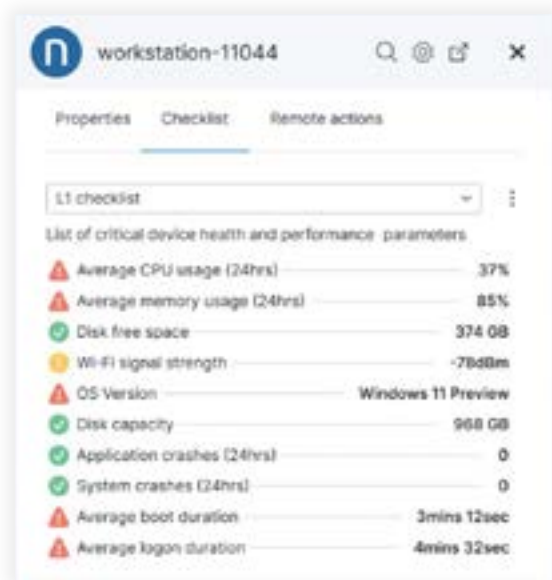 n workstation-11044
Properties Checklist Remote actions
L1 checklist
List of critical device health and performance parameters
Average CPU usage (24hrs) 37%
Average memory usage (24hrs) 85%
Disk free space 374 GB
Wi-Fi signal strength -78dBm
OS Version Windows 11 Preview
Disk capacity 968 GB
Application crashes (24hrs) 0
System crashes (24hrs) 0
Average boot duration 3mins 12sec
Average logon duration 4mins 32sec